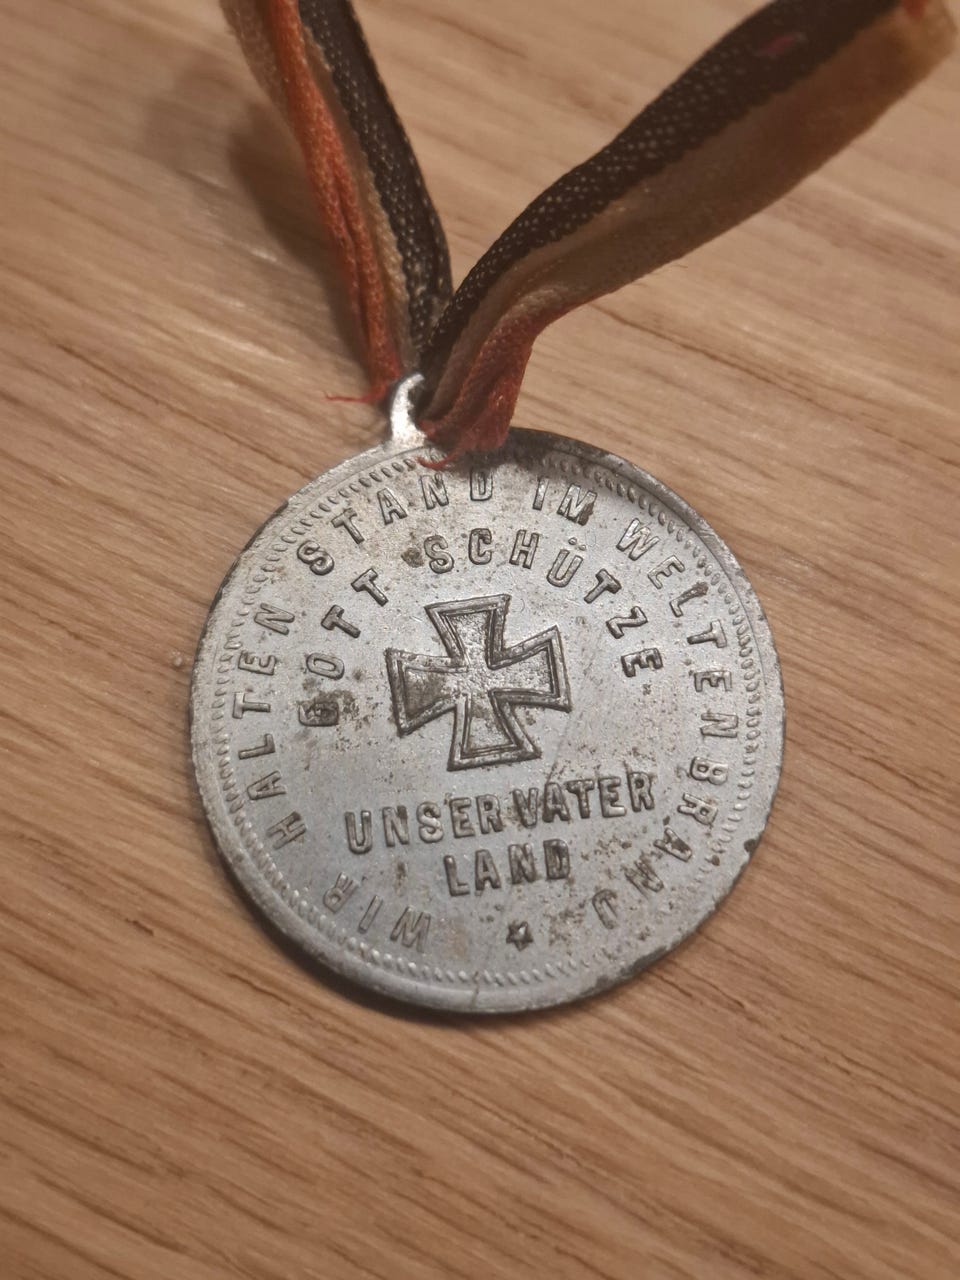 WIR HALTEN STAND IM WELTENBRAND
GOTT SCHÜTZE
UNSER VATER
LAND